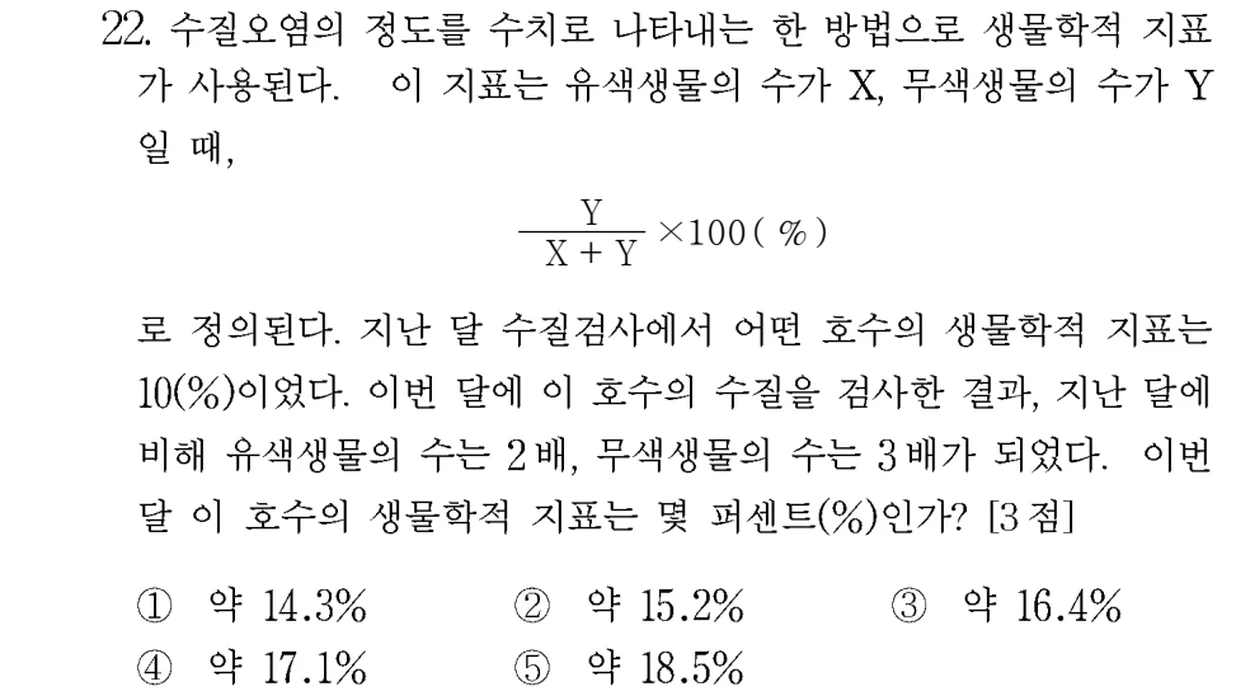 22. 수질오염의 정도를 수치로 나타내는 한 방법으로 생물학적 지표
가 사용된다. 이 지표는 유색생물의 수가 X, 무색생물의 수가 Y
일 때,
Y
X + Y ×100( % )
로 정의된다. 지난 달 수질검사에서 어떤 호수의 생물학적 지표는
10(%)이었다. 이번 달에 이 호수의 수질을 검사한 결과, 지난 달에
비해 유색생물의 수는 2배, 무색생물의 수는 3배가 되었다. 이번
달 이 호수의 생물학적 지표는 몇 퍼센트(%)인가? [3점]
① 약 14.3% ② 약 15.2% ③ 약 16.4%
④ 약 17.1% ⑤ 약 18.5%